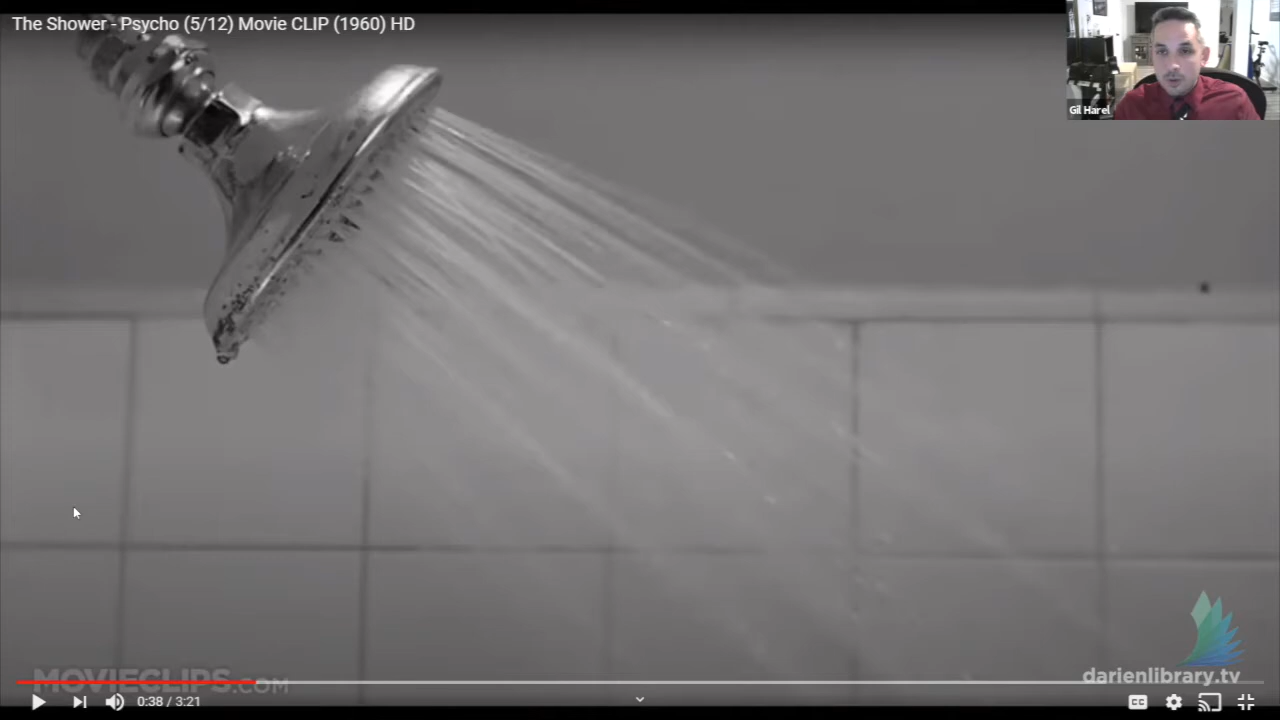 The Shower - Psycho (5/12) Movie CLIP (1960) HD
Gil Harel
MOVIECLIPS.COM
darienlibrary.tv
0:38 / 3:21
CC